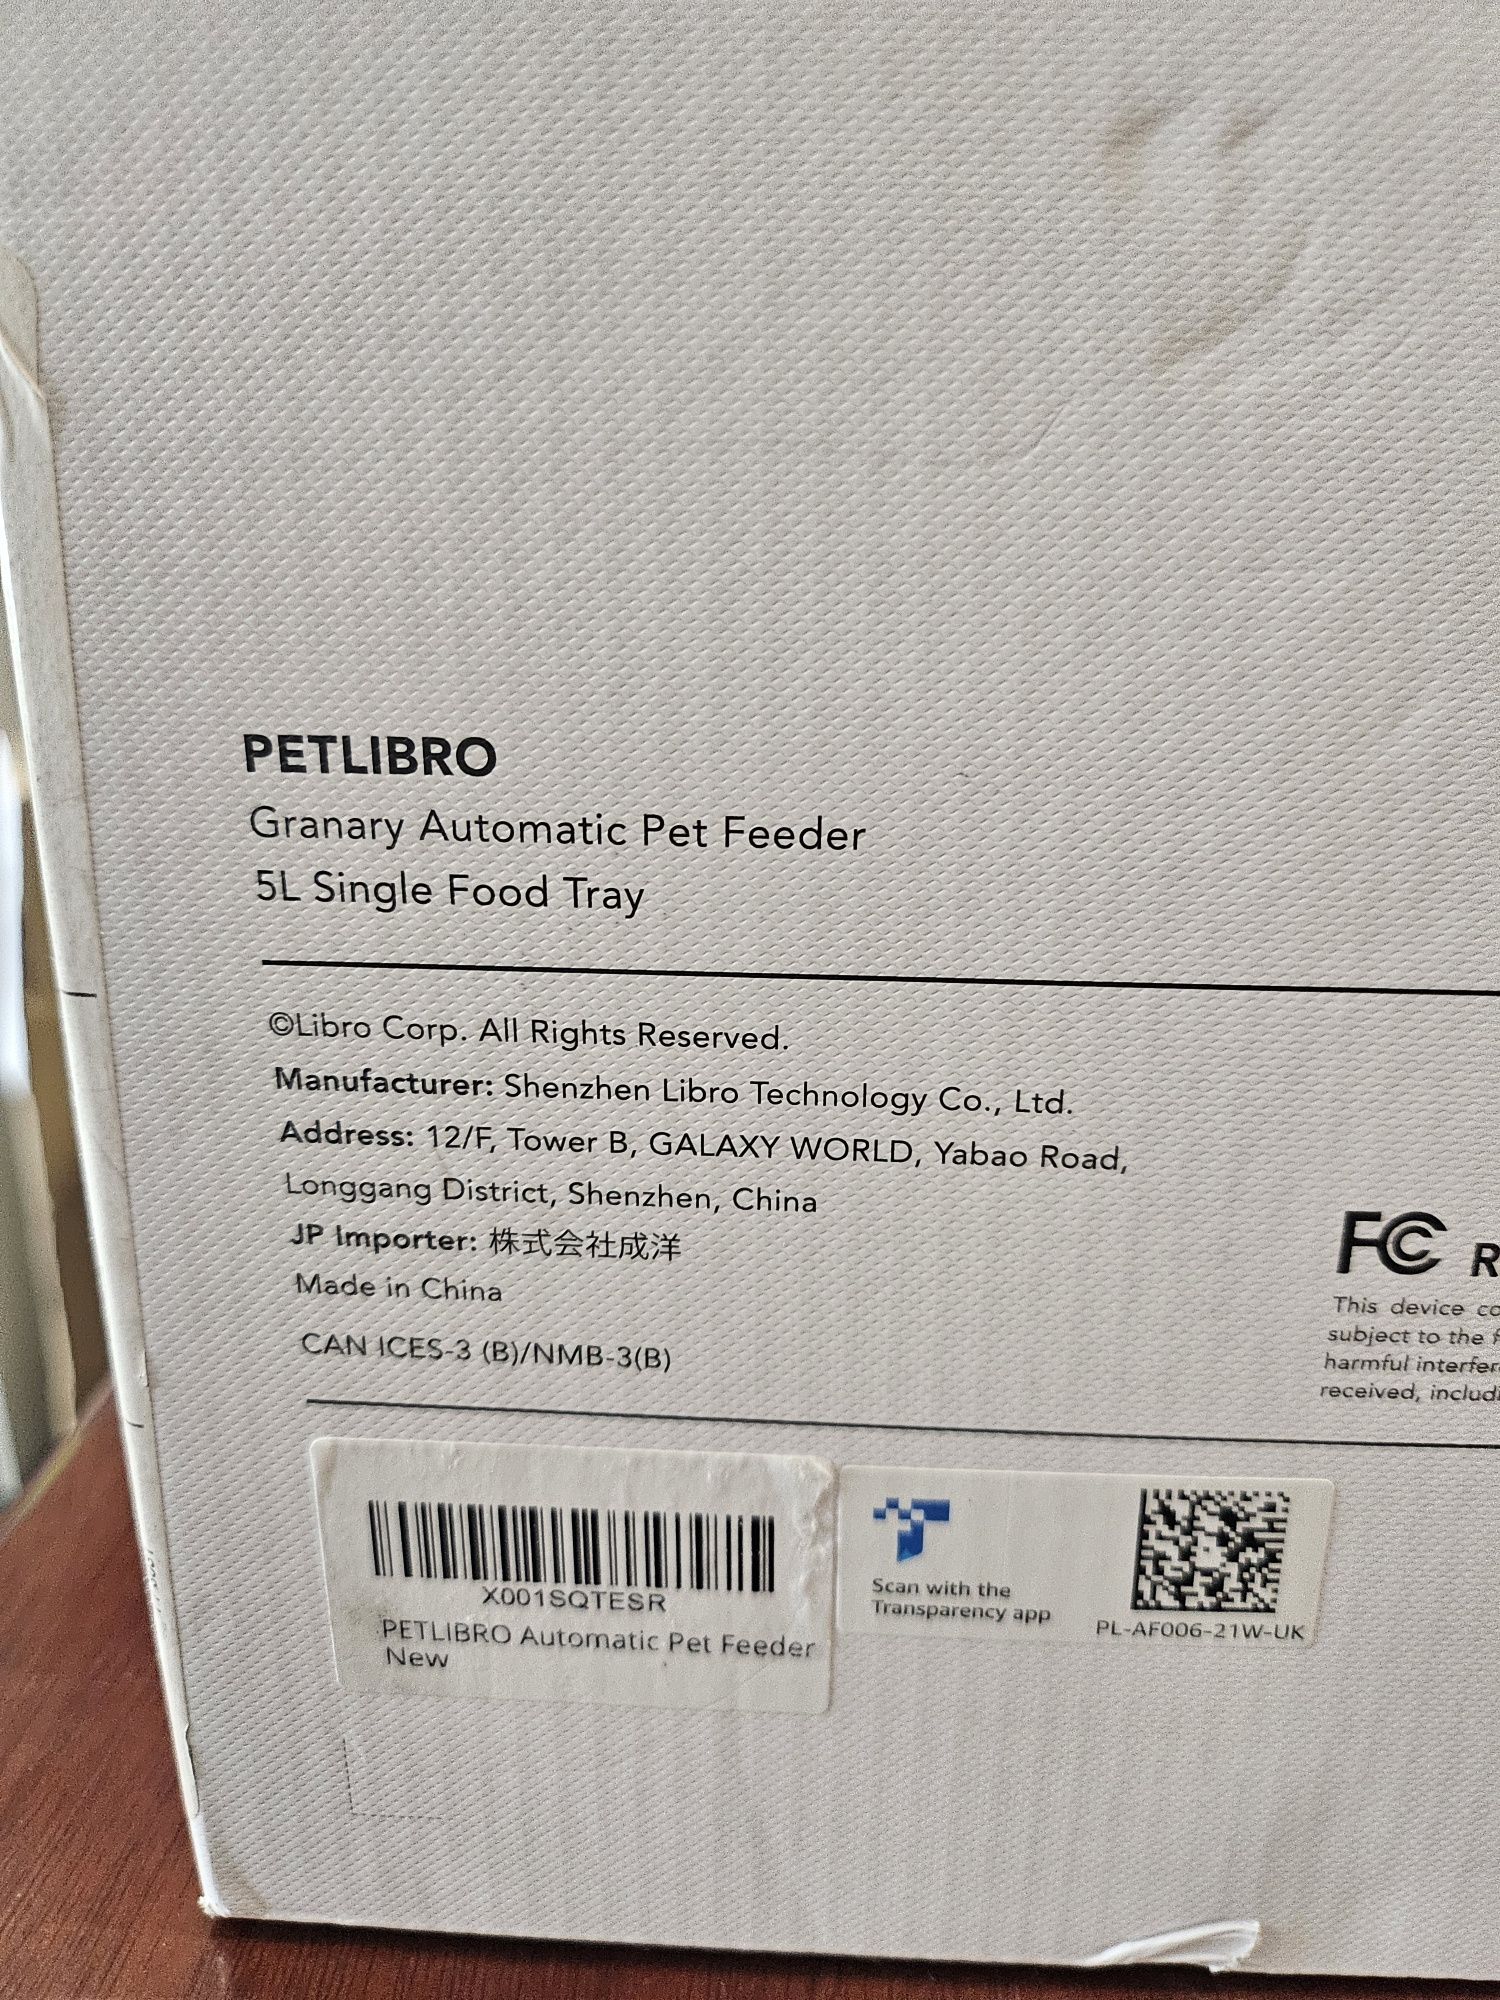 PETLIBRO
Granary Automatic Pet Feeder
5L Single Food Tray
©Libro Corp. All Rights Reserved.
Manufacturer: Shenzhen Libro Technology Co., Ltd.
Address: 12/F, Tower B, GALAXY WORLD, Yabao Road,
Longgang District, Shenzhen, China
JP Importer: 株式会社成洋
Made in China
CAN ICES-3 (B)/NMB-3(B)
FC R
This device co
subject to the f
harmful interfer
received, includi
X001SQTESR
PETLIBRO Automatic Pet Feeder
New
Scan with the
Transparency app
PL-AF006-21W-UK